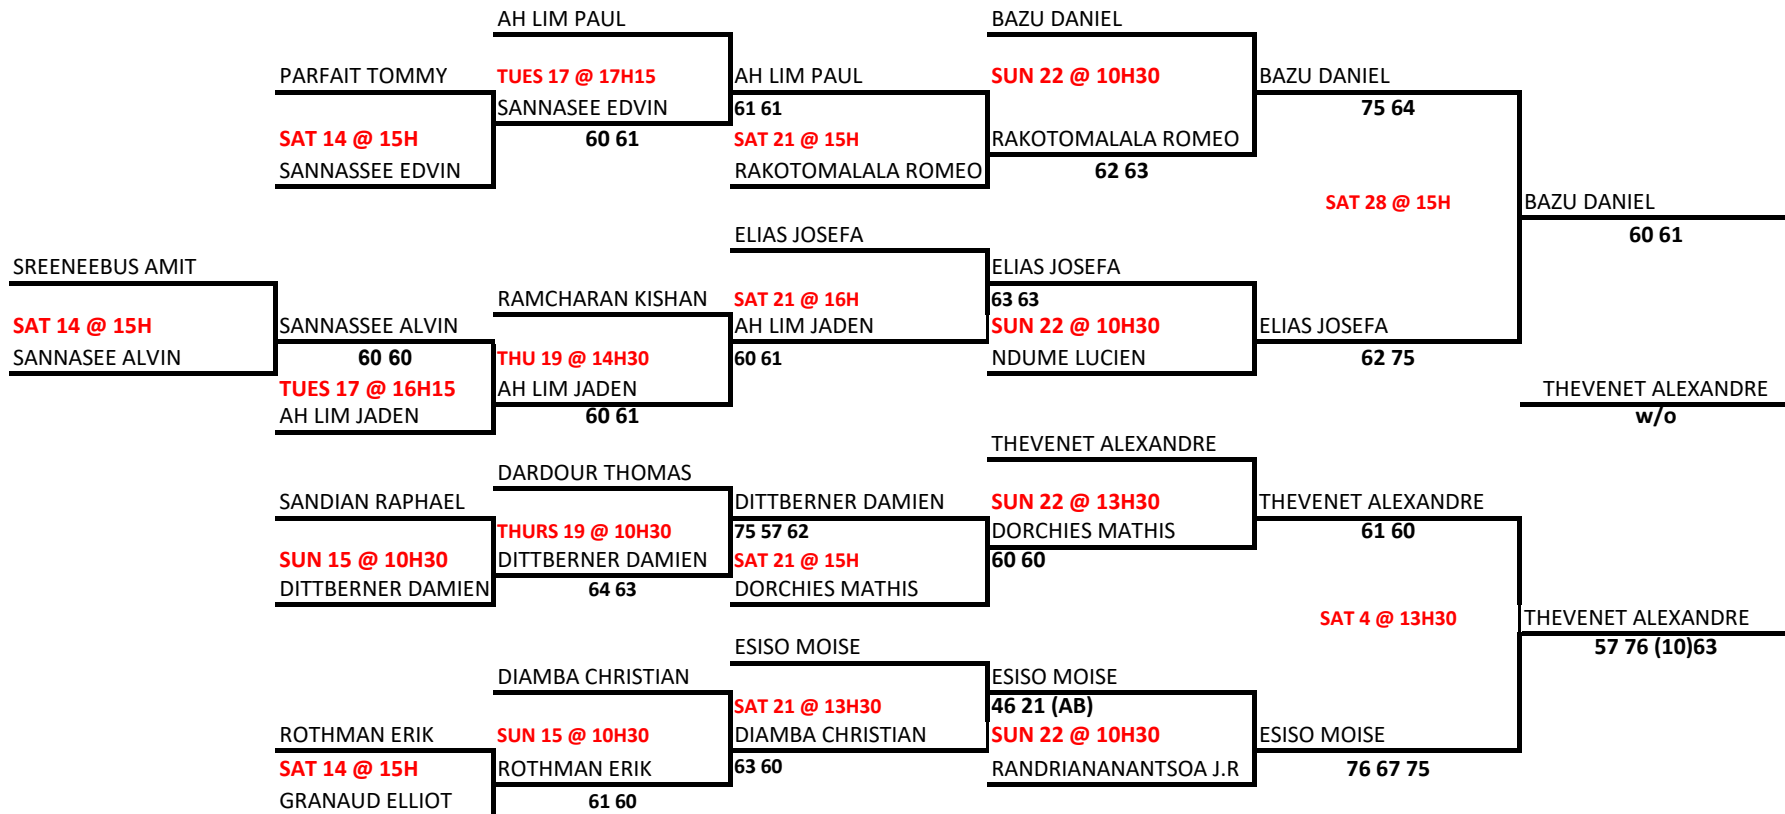 AH LIM PAUL
BAZU DANIEL
PARFAIT TOMMY
TUES 17 @ 17H15
AH LIM PAUL
SUN 22 @ 10H30
BAZU DANIEL
SANNASEE EDVIN
61 61
75 64
SAT 14 @ 15H
60 61
SAT 21 @ 15H
RAKOTOMALALA ROMEO
SANNASSEE EDVIN
RAKOTOMALALA ROMEO
62 63
SAT 28 @ 15H
BAZU DANIEL
ELIAS JOSEFA
60 61
SREENEEBUS AMIT
ELIAS JOSEFA
RAMCHARAN KISHAN
SAT 21 @ 16H
63 63
SAT 14 @ 15H
SANNASSEE ALVIN
AH LIM JADEN
SUN 22 @ 10H30
ELIAS JOSEFA
SANNASEE ALVIN
60 60
THU 19 @ 14H30
60 61
NDUME LUCIEN
62 75
TUES 17 @ 16H15
AH LIM JADEN
THEVENET ALEXANDRE
AH LIM JADEN
60 61
w/o
THEVENET ALEXANDRE
DARDOUR THOMAS
SANDIAN RAPHAEL
DITTBERNER DAMIEN
SUN 22 @ 13H30
THEVENET ALEXANDRE
THURS 19 @ 10H30
75 57 62
DORCHIES MATHIS
61 60
SUN 15 @ 10H30
DITTBERNER DAMIEN
SAT 21 @ 15H
60 60
DITTBERNER DAMIEN
64 63
DORCHIES MATHIS
SAT 4 @ 13H30
THEVENET ALEXANDRE
ESISO MOISE
57 76 (10)63
DIAMBA CHRISTIAN
ESISO MOISE
SAT 21 @ 13H30
46 21 (AB)
ROTHMAN ERIK
SUN 15 @ 10H30
DIAMBA CHRISTIAN
SUN 22 @ 10H30
ESISO MOISE
SAT 14 @ 15H
ROTHMAN ERIK
63 60
RANDRIANANANTSOA J.R
76 67 75
GRANAUD ELLIOT
61 60